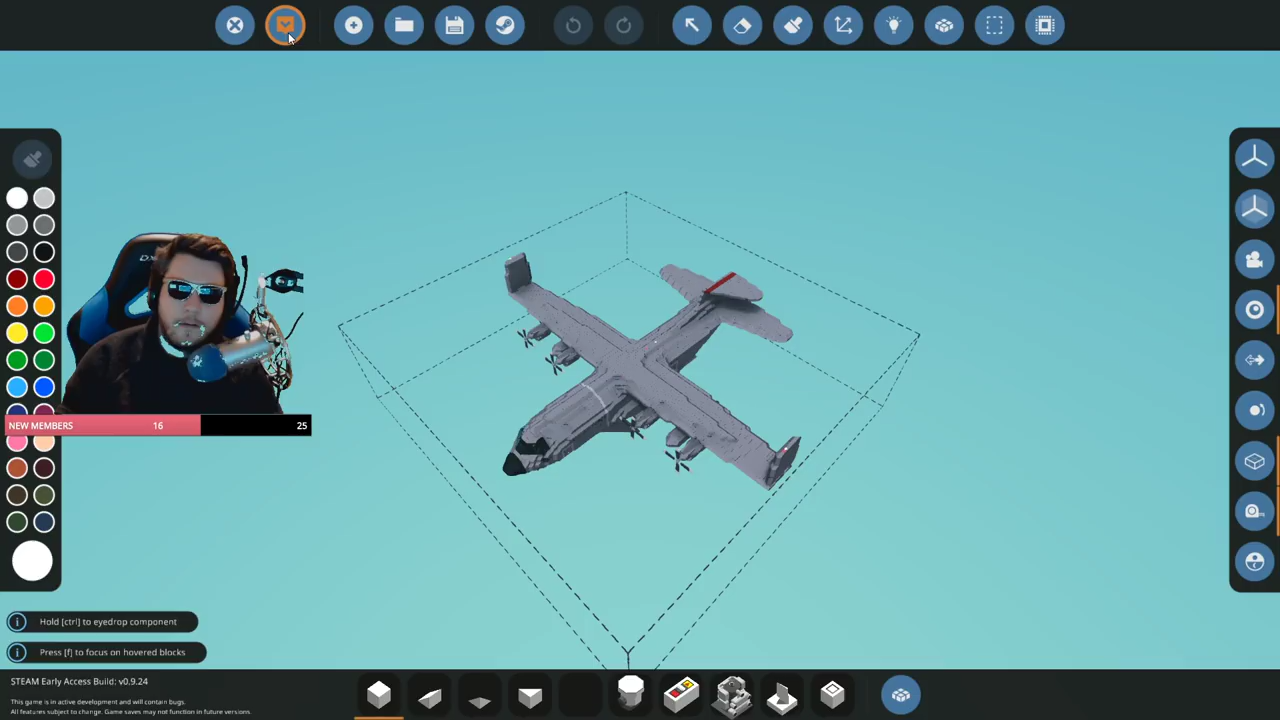 NEW MEMBERS 16 25
Hold [ctrl] to eyedrop component
Press [f] to focus on hovered blocks
STEAM Early Access Build: v0.9.24
This game is in active development and will contain bugs.
All features subject to change. Game saves may not function in future versions.